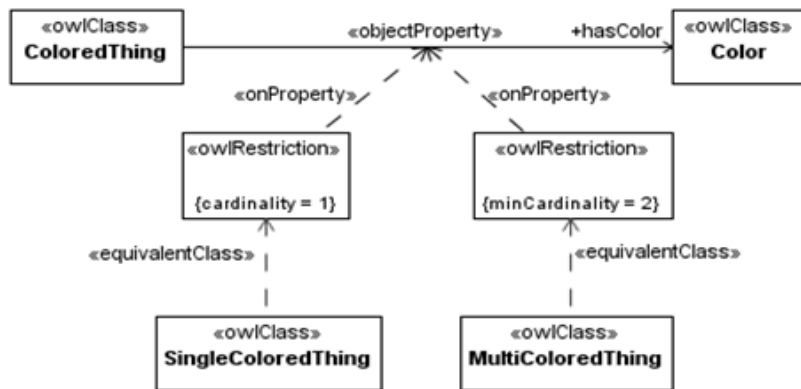 «owlClass»
ColoredThing
«objectProperty»
+hasColor
«owlClass»
Color
«onProperty»
«onProperty»
«owlRestriction»
{cardinality = 1}
«owlRestriction»
{minCardinality = 2}
«equivalentClass»
«equivalentClass»
«owlClass»
SingleColoredThing
«owlClass»
MultiColoredThing